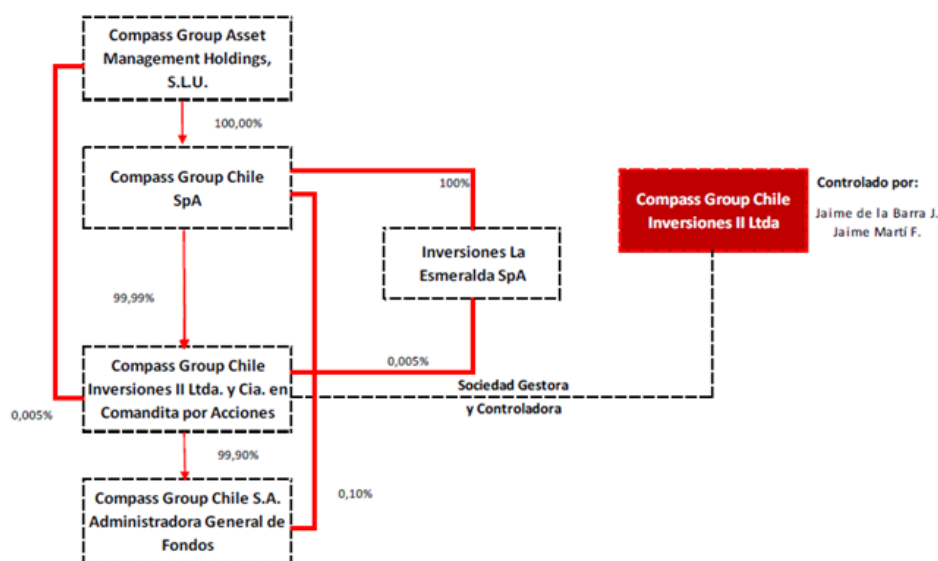 Compass Group Asset
Management Holdings,
S.L.U.
100,00%
Compass Group Chile
SpA
100%
Compass Group Chile
Inversiones II Ltda
Controlado por:
Jaime de la Barra J.
Jaime Martí F.
Inversiones La
Esmeralda SpA
99,99%
Compass Group Chile
Inversiones II Ltda. y Cia. en
Comandita por Acciones
0,005%
Sociedad Gestora
y Controladora
0,005%
99,90%
Compass Group Chile S.A.
Administradora General de
Fondos
0,10%